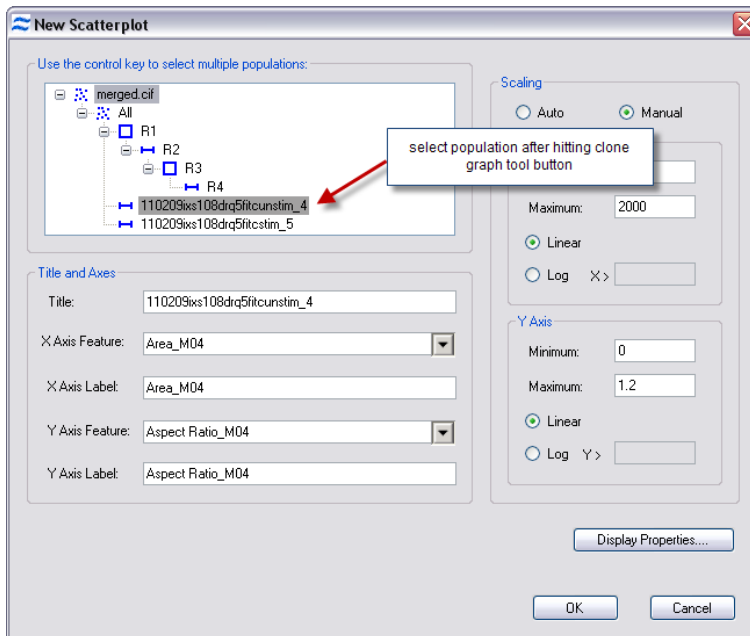 New Scatterplot
Use the control key to select multiple populations:
merged.cif
All
R1
R2
R3
R4
110209ixs108drq5fitcunstim_4
110209ixs108drq5fitcstim_5
select population after hitting clone
graph tool button
Title and Axes
Title: 110209ixs108drq5fitcunstim_4
X Axis Feature: Area_M04
X Axis Label: Area_M04
Y Axis Feature: Aspect Ratio_M04
Y Axis Label: Aspect Ratio_M04
Scaling
Auto Manual
Maximum: 2000
Linear
Log X >
Y Axis
Minimum: 0
Maximum: 1.2
Linear
Log Y >
Display Properties....
OK Cancel